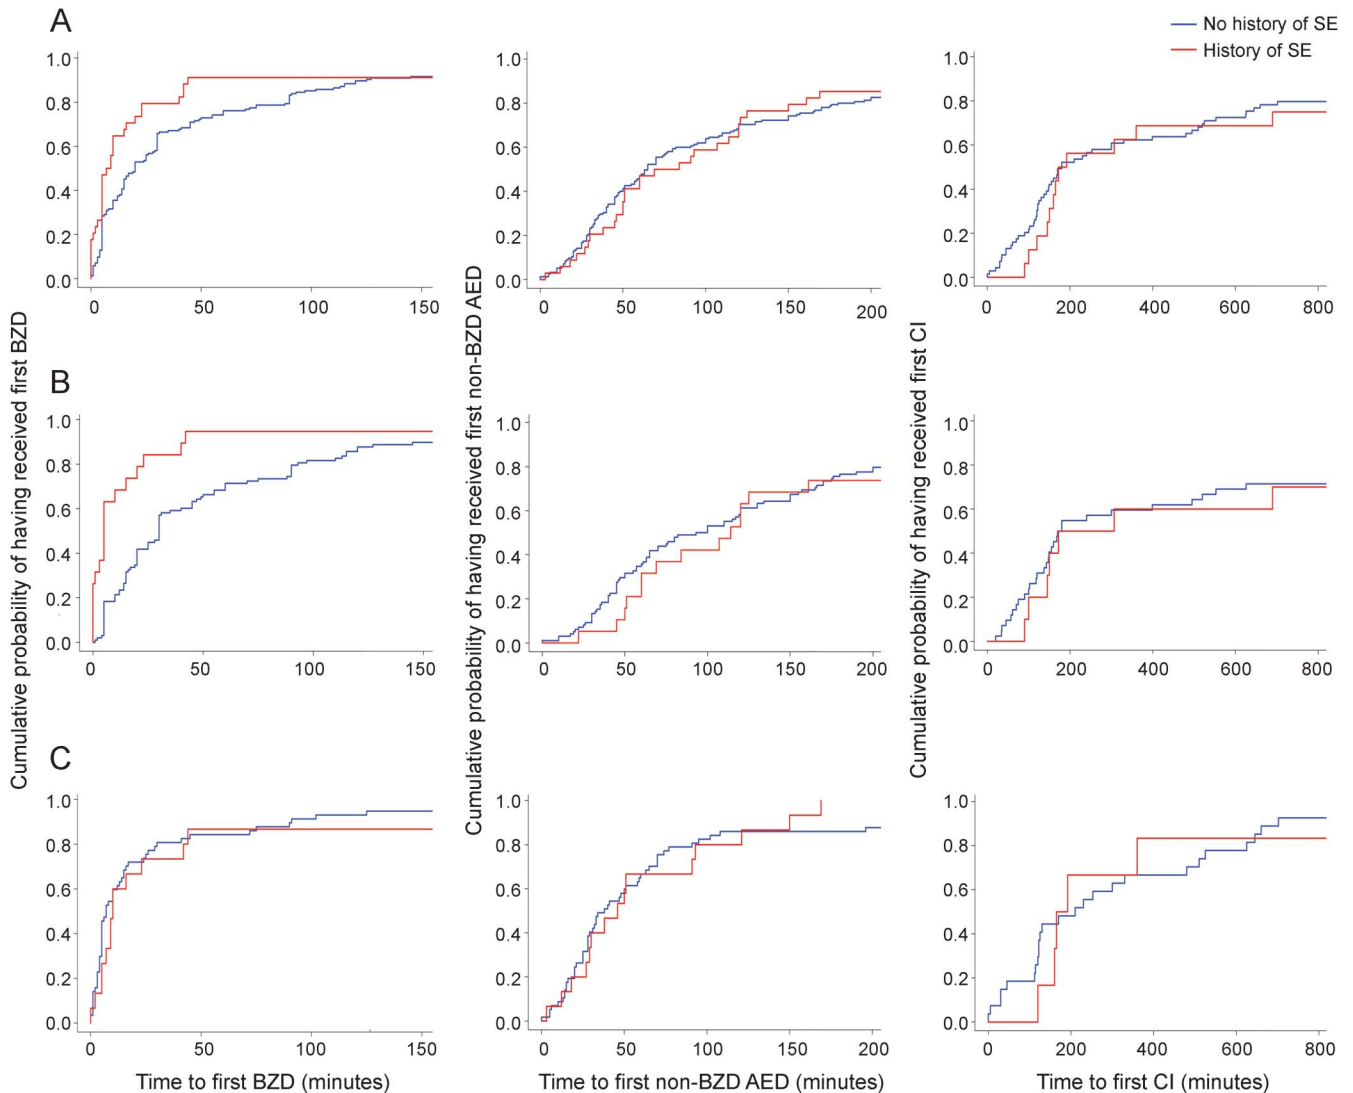 A
No history of SE
History of SE
1.0
0.8
0.6
0.4
0.2
0.0
0 50 100 150
1.0
0.8
0.6
0.4
0.2
0.0
0 50 100 150 200
1.0
0.8
0.6
0.4
0.2
0.0
0 200 400 600 800
B
1.0
0.8
0.6
0.4
0.2
0.0
0 50 100 150
1.0
0.8
0.6
0.4
0.2
0.0
0 50 100 150 200
1.0
0.8
0.6
0.4
0.2
0.0
0 200 400 600 800
C
1.0
0.8
0.6
0.4
0.2
0.0
0 50 100 150
1.0
0.8
0.6
0.4
0.2
0.0
0 50 100 150 200
1.0
0.8
0.6
0.4
0.2
0.0
0 200 400 600 800
Cumulative probability of having received first BZD
Cumulative probability of having received first non-BZD AED
Cumulative probability of having received first CI
Time to first BZD (minutes)
Time to first non-BZD AED (minutes)
Time to first CI (minutes)